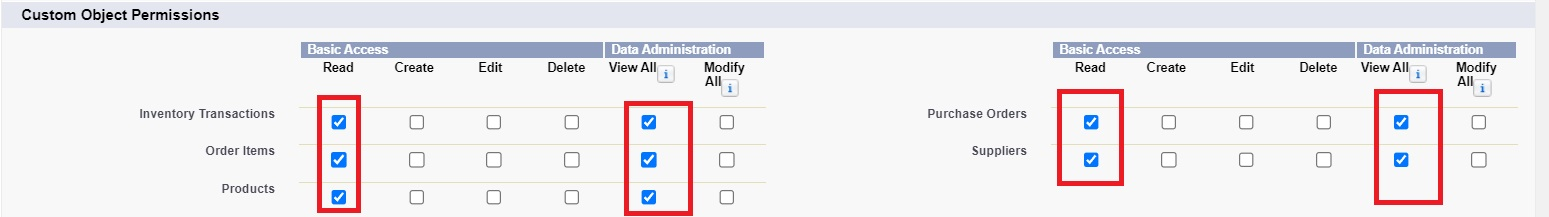 Custom Object Permissions
Basic Access Data Administration
Read Create Edit Delete View All i Modify All i
Inventory Transactions
Order Items
Products
Basic Access Data Administration
Read Create Edit Delete View All i Modify All i
Purchase Orders
Suppliers